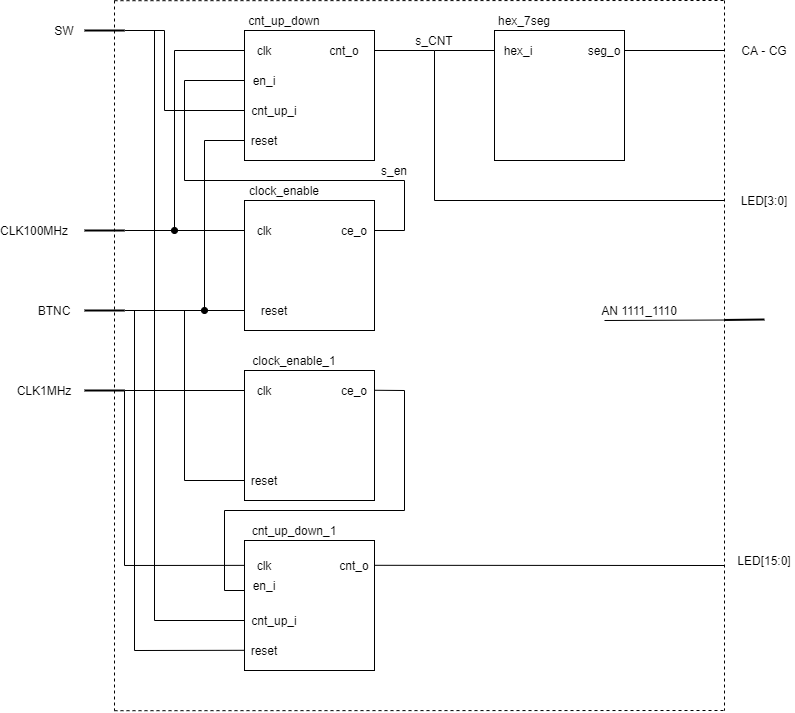 cnt_up_down
hex_7seg
SW
clk
cnt_o
s_CNT
hex_i
seg_o
CA - CG
en_i
cnt_up_i
reset
s_en
clock_enable
LED[3:0]
CLK100MHz
clk
ce_o
BTNC
reset
AN 1111_1110
clock_enable_1
CLK1MHz
clk
ce_o
reset
cnt_up_down_1
clk
cnt_o
LED[15:0]
en_i
cnt_up_i
reset